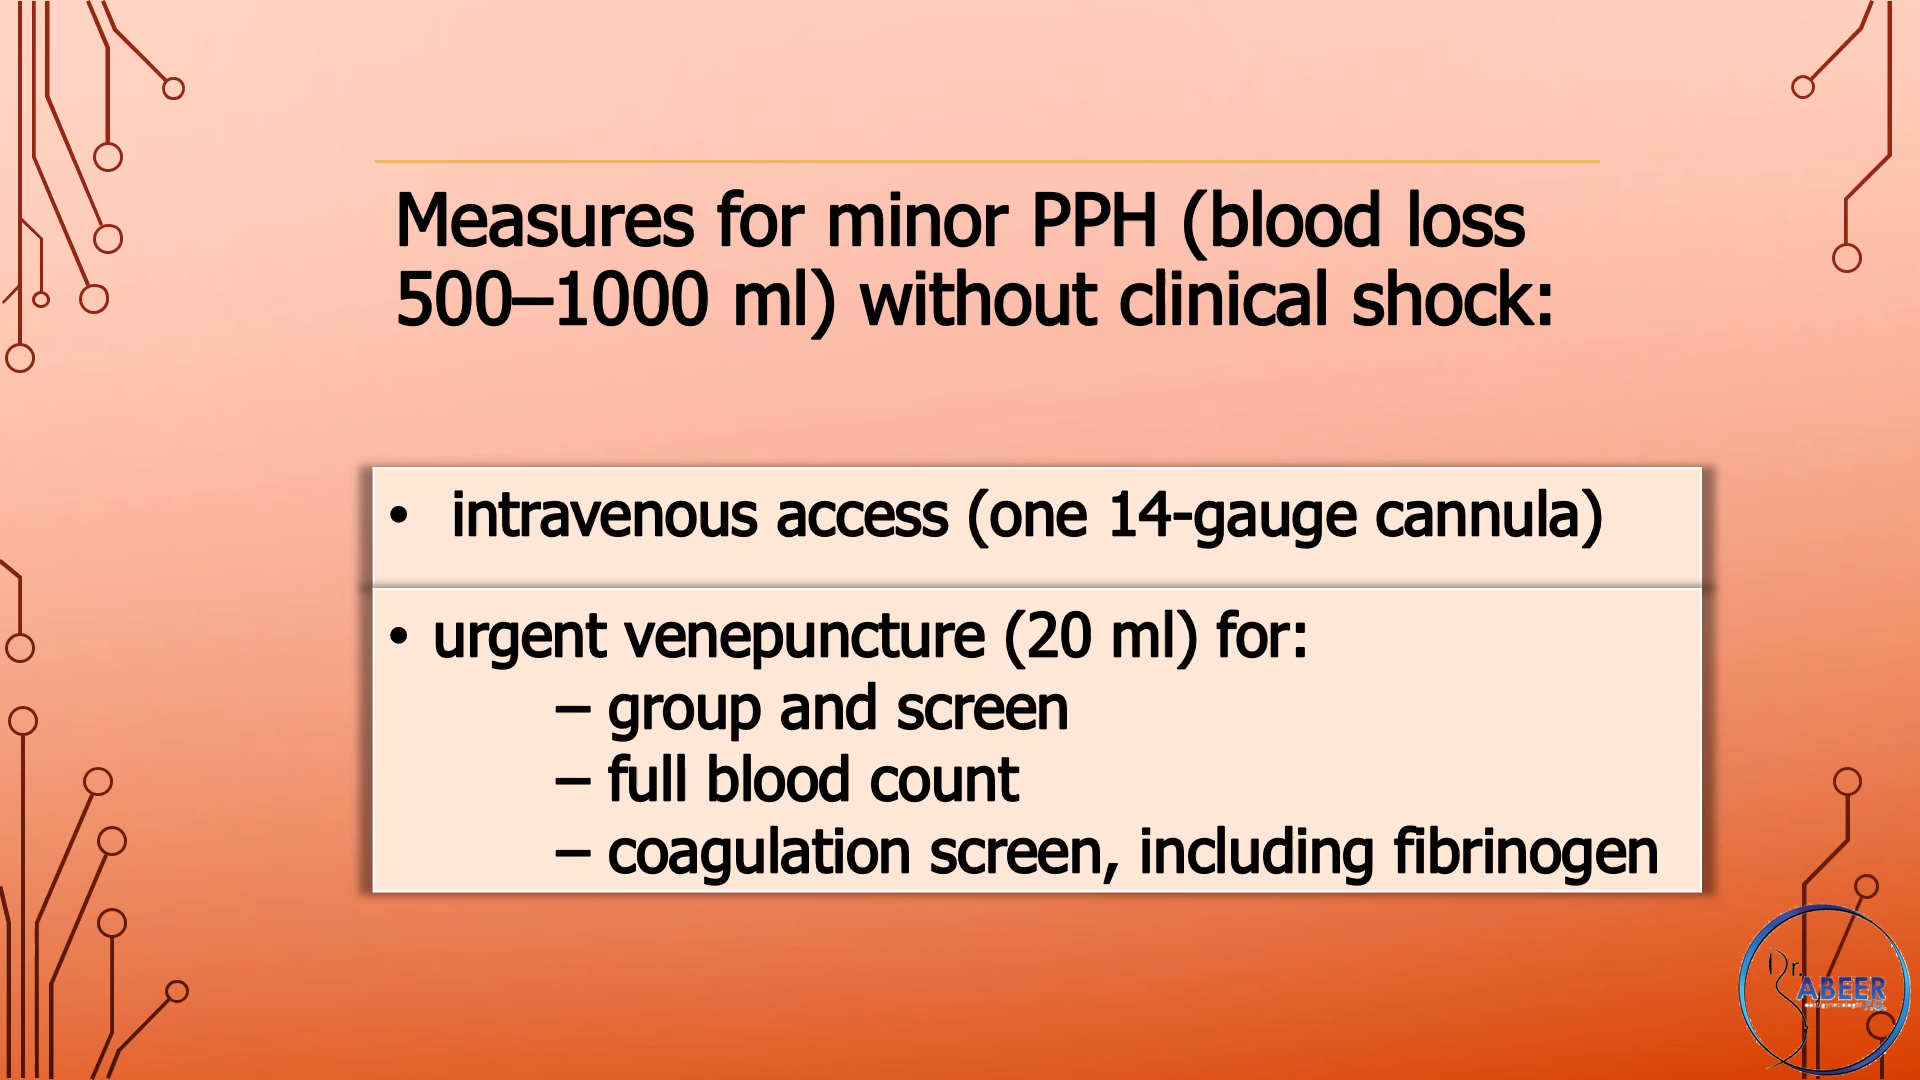 Measures for minor PPH (blood loss
500–1000 ml) without clinical shock:
• intravenous access (one 14-gauge cannula)
• urgent venepuncture (20 ml) for:
– group and screen
– full blood count
– coagulation screen, including fibrinogen
Dr.
ABEER